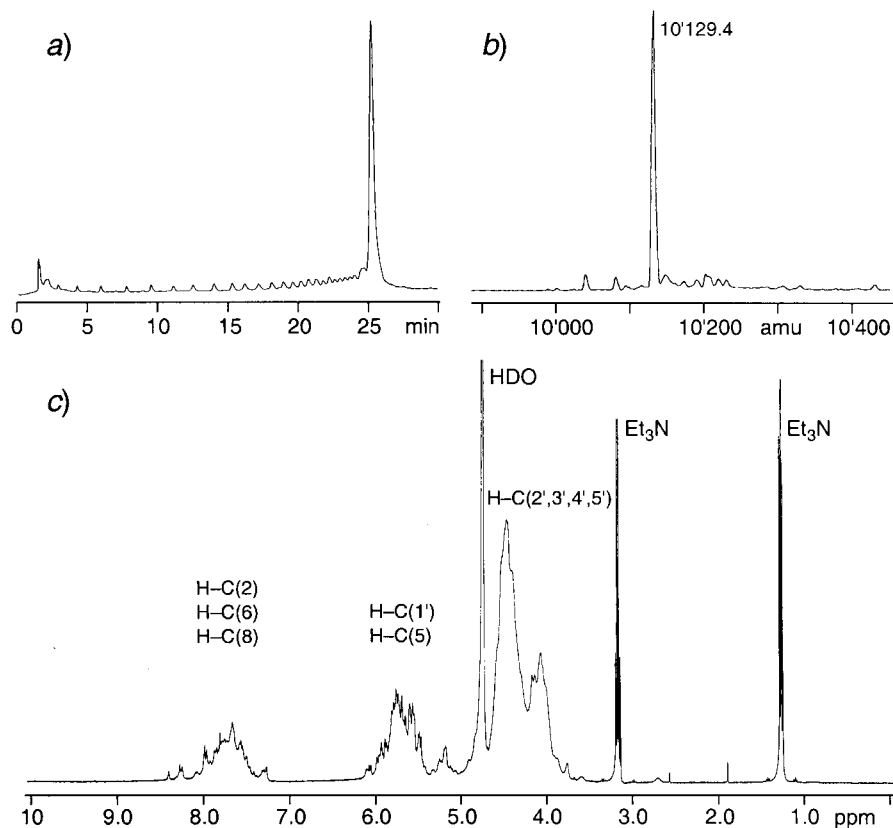 a)
b)
10'129.4
0 5 10 15 20 25 min
10'000 10'200 amu 10'400
c)
HDO
Et₃N
Et₃N
H–C(2',3',4',5')
H–C(2)
H–C(6)
H–C(8)
H–C(1')
H–C(5)
10 9.0 8.0 7.0 6.0 5.0 4.0 3.0 2.0 1.0 ppm